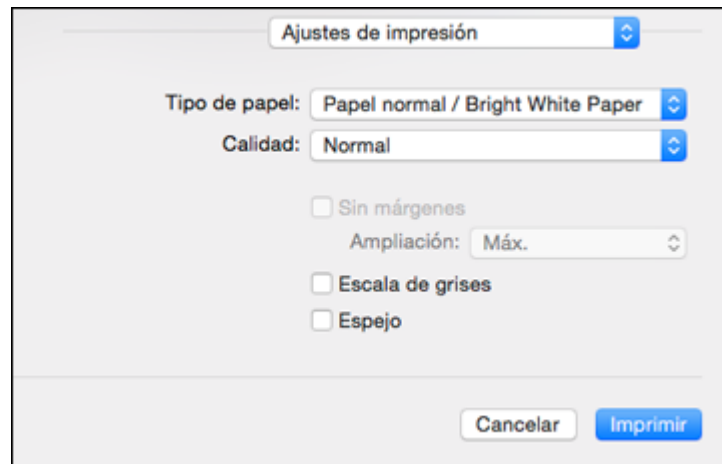 Ajustes de impresión
Tipo de papel: Papel normal / Bright White Paper
Calidad: Normal
Sin márgenes
Ampliación: Máx.
Escala de grises
Espejo
Cancelar Imprimir